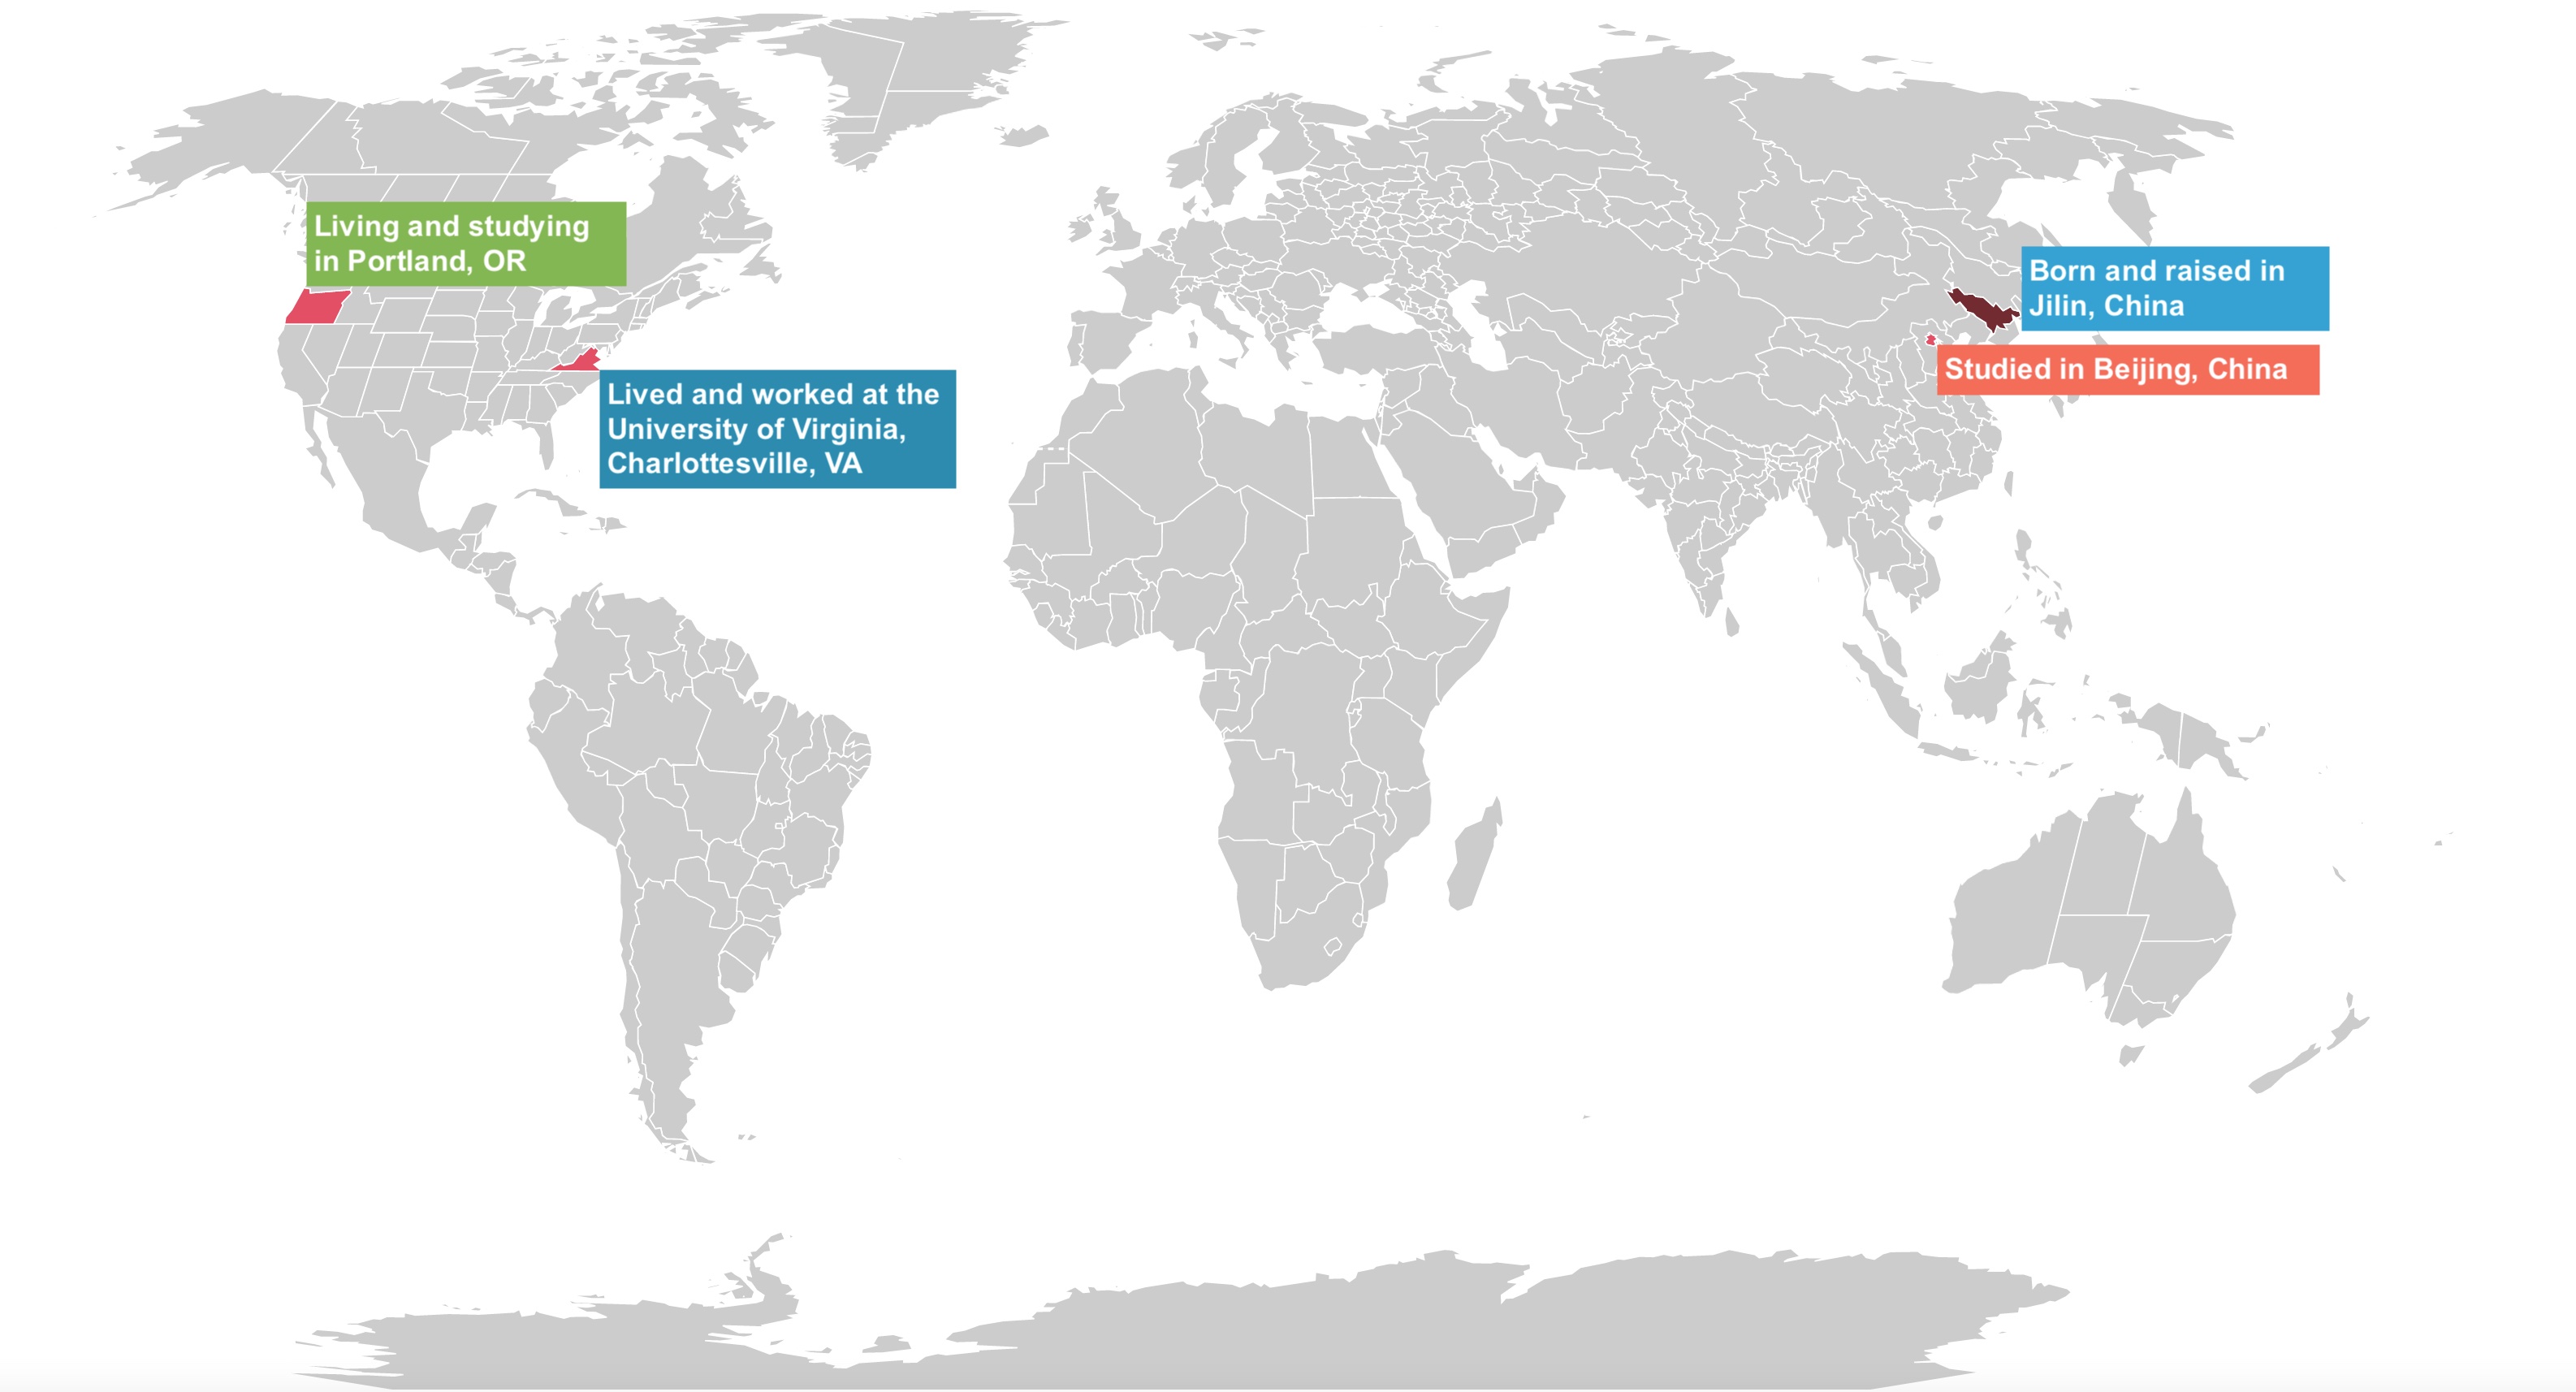 Living and studying
in Portland, OR
Born and raised in
Jilin, China
Studied in Beijing, China
Lived and worked at the
University of Virginia,
Charlottesville, VA